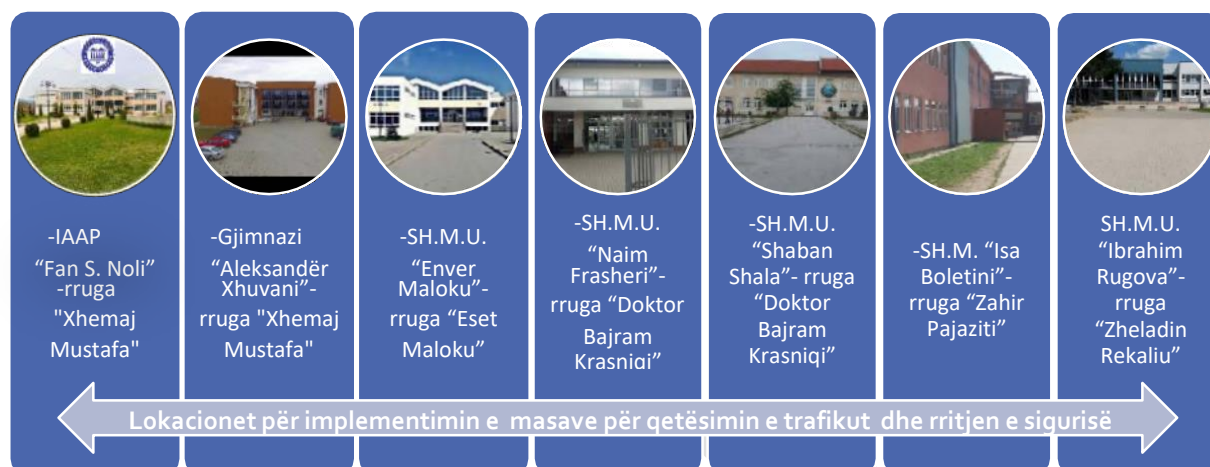 -IAAP
“Fan S. Noli”
-rruga
"Xhemaj
Mustafa"
-Gjimnazi
“Aleksandër
Xhuvani”-
rruga "Xhemaj
Mustafa"
-SH.M.U.
“Enver
Maloku”-
rruga “Eset
Maloku”
-SH.M.U.
“Naim
Frasheri”-
rruga “Doktor
Bajram
Krasniqi”
-SH.M.U.
“Shaban
Shala”- rruga
“Doktor
Bajram
Krasniqi”
-SH.M. “Isa
Boletini”-
rruga “Zahir
Pajaziti”
SH.M.U.
“Ibrahim
Rugova”-
rruga
“Zheladin
Rekaliu”
Lokacionet për implementimin e masave për qetësimin e trafikut dhe rritjen e sigurisë